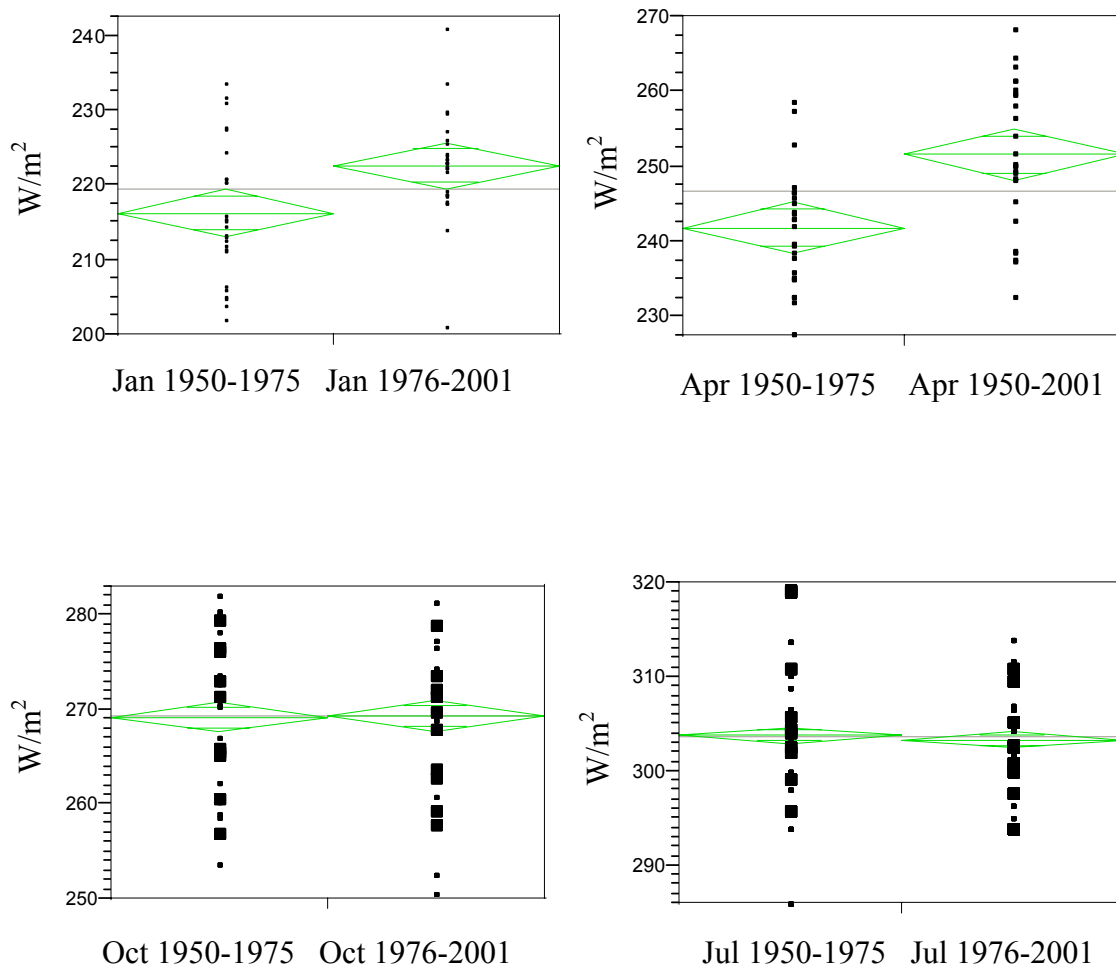 W/m²
240
230
220
210
200
Jan 1950-1975 Jan 1976-2001
W/m²
270
260
250
240
230
Apr 1950-1975 Apr 1950-2001
W/m²
280
270
260
250
Oct 1950-1975 Oct 1976-2001
W/m²
320
310
300
290
Jul 1950-1975 Jul 1976-2001